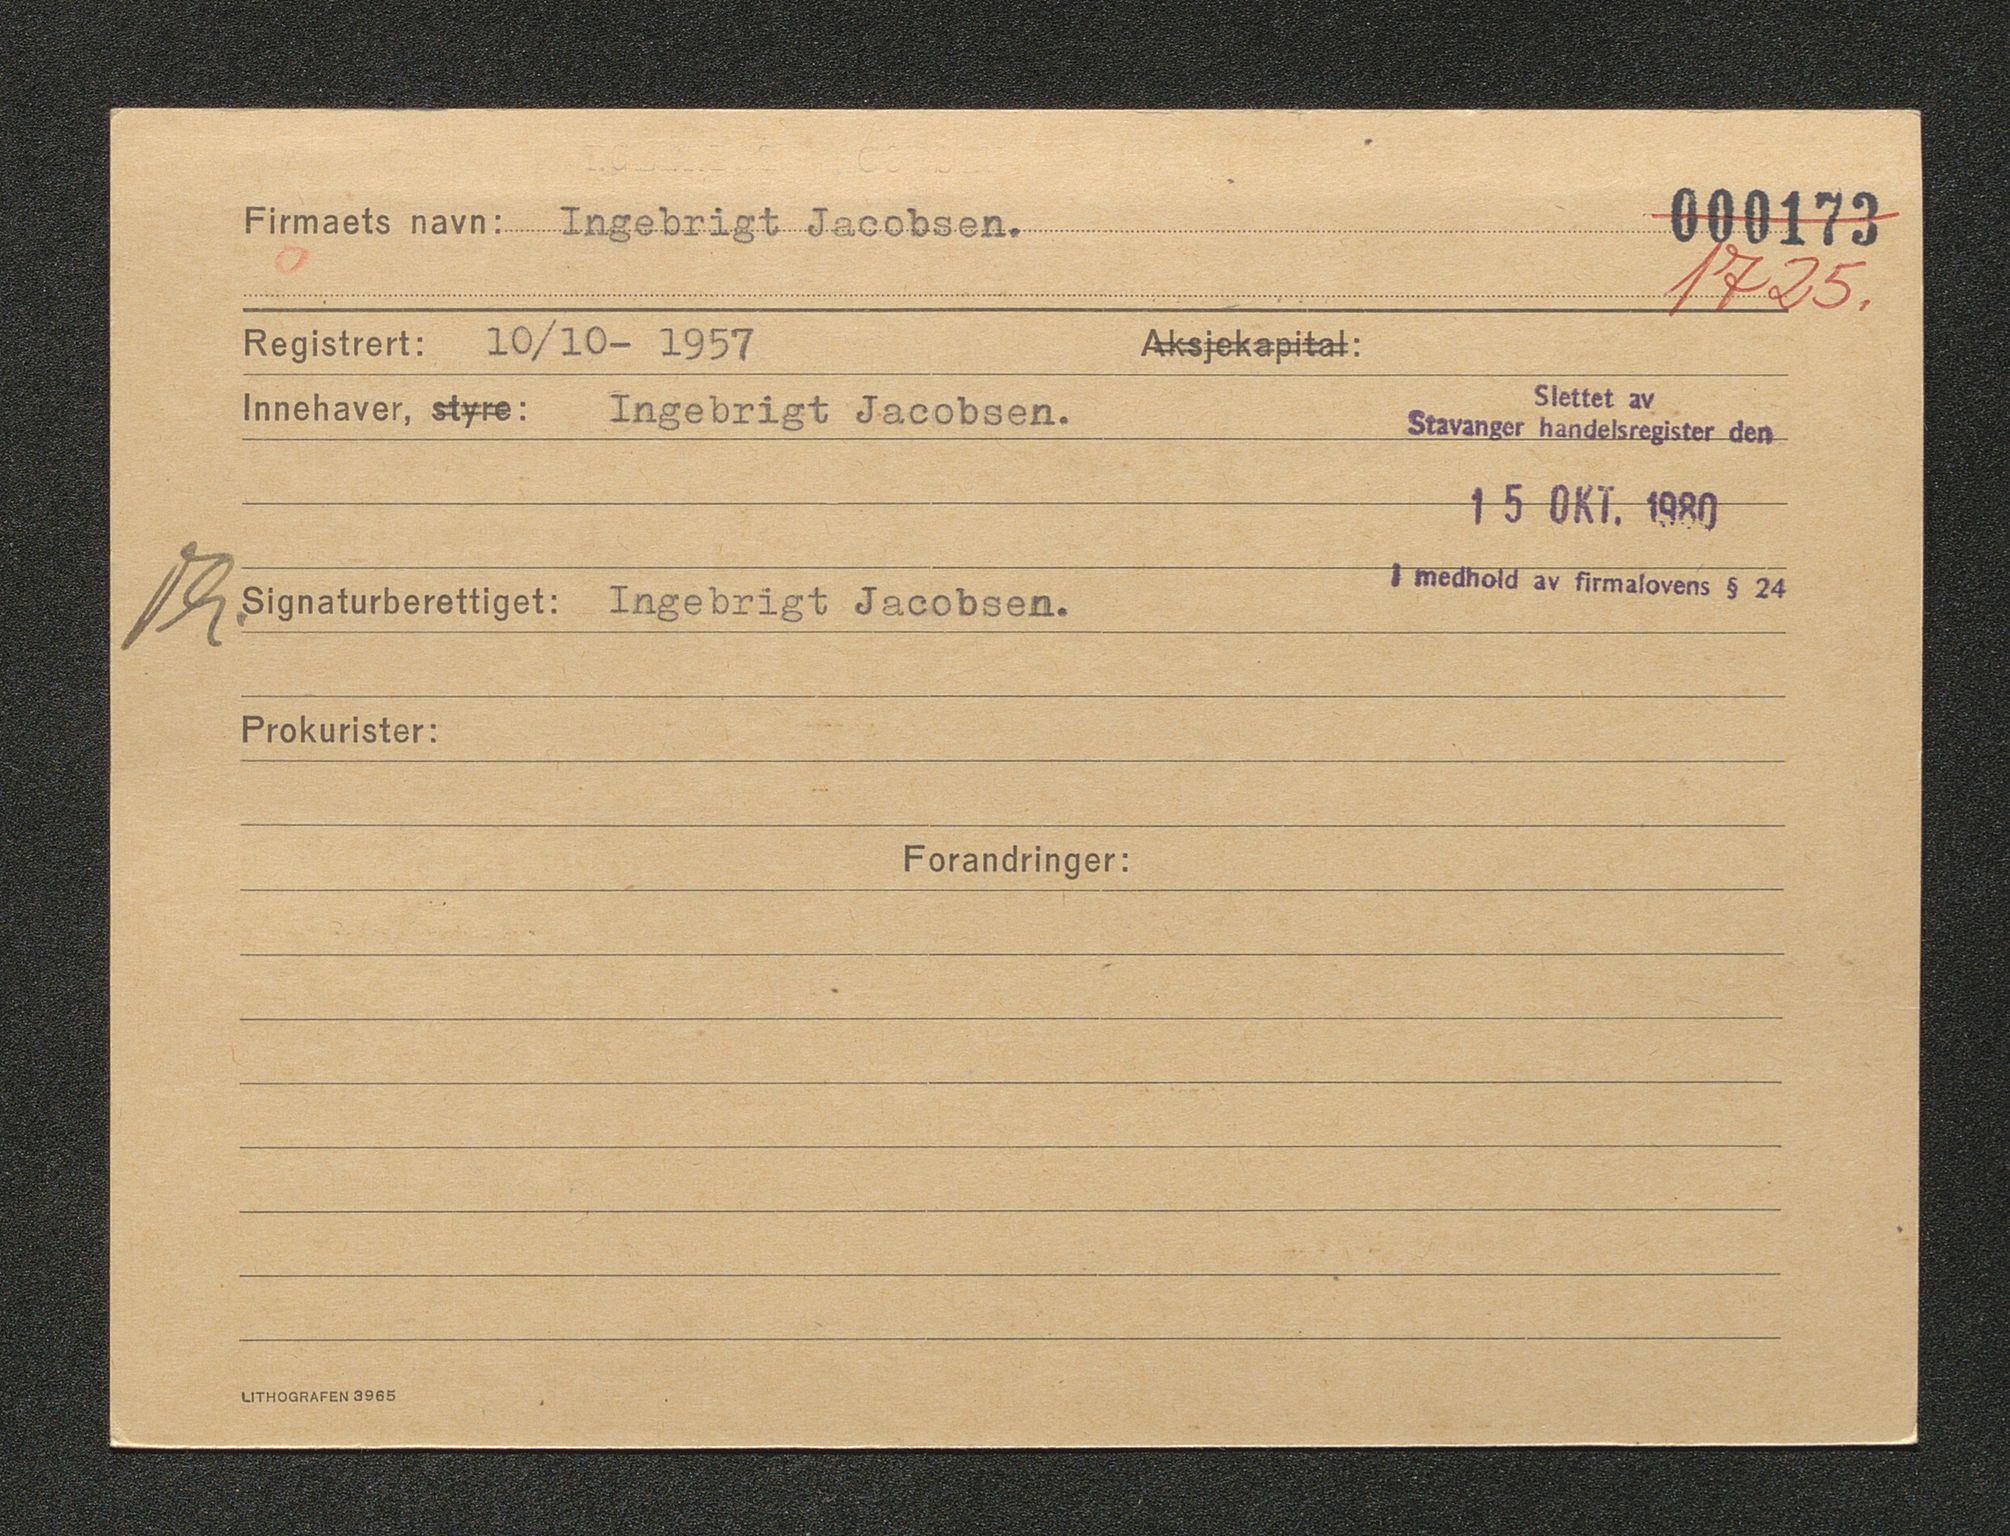 Firmaets navn: Ingebrigt Jacobsen.
000173
1725.
Registrert: 10/10- 1957 Aksjekapital:
Innehaver, styre: Ingebrigt Jacobsen.
Slettet av
Stavanger handelsregister den
15 OKT. 1980
I medhold av firmalovens § 24
Signaturberettiget: Ingebrigt Jacobsen.
Prokurister:
Forandringer:
LITHOGRAFEN 3965